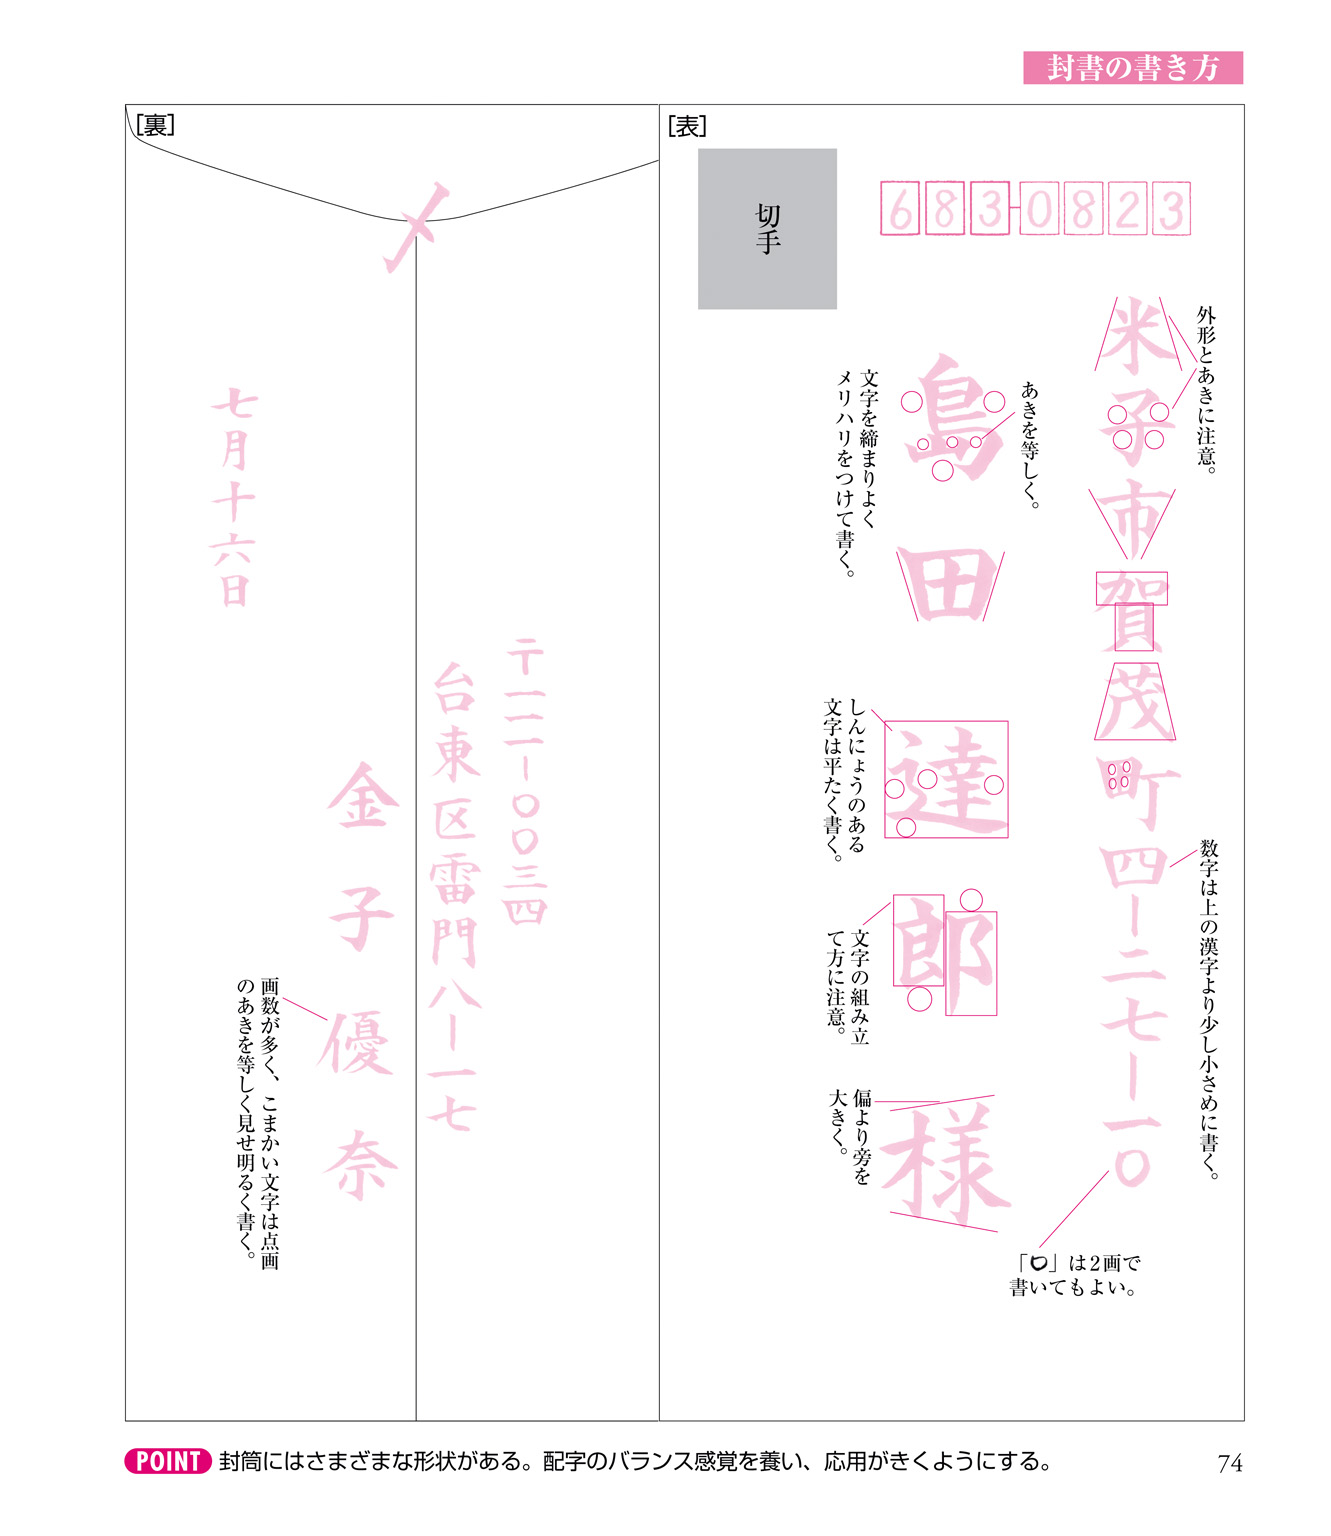 封書の書き方
[表]
切手
683-0823
米子市賀茂町四ー二七ー一〇
外形とあきに注意。
数字は上の漢字より少し小さめに書く。
「〇」は2画で
書いてもよい。
島田達郎様
あきを等しく。
文字を締まりよく
メリハリをつけて書く。
しんにょうのある
文字は平たく書く。
文字の組み立
て方に注意。
偏より旁を
大きく。
[裏]
〆
〒一一一ー〇〇三四
台東区雷門八ー一七
金子優奈
画数が多く、こまかい文字は点画
のあきを等しく見せ明るく書く。
七月十六日
POINT 封筒にはさまざまな形状がある。配字のバランス感覚を養い、応用がきくようにする。
74